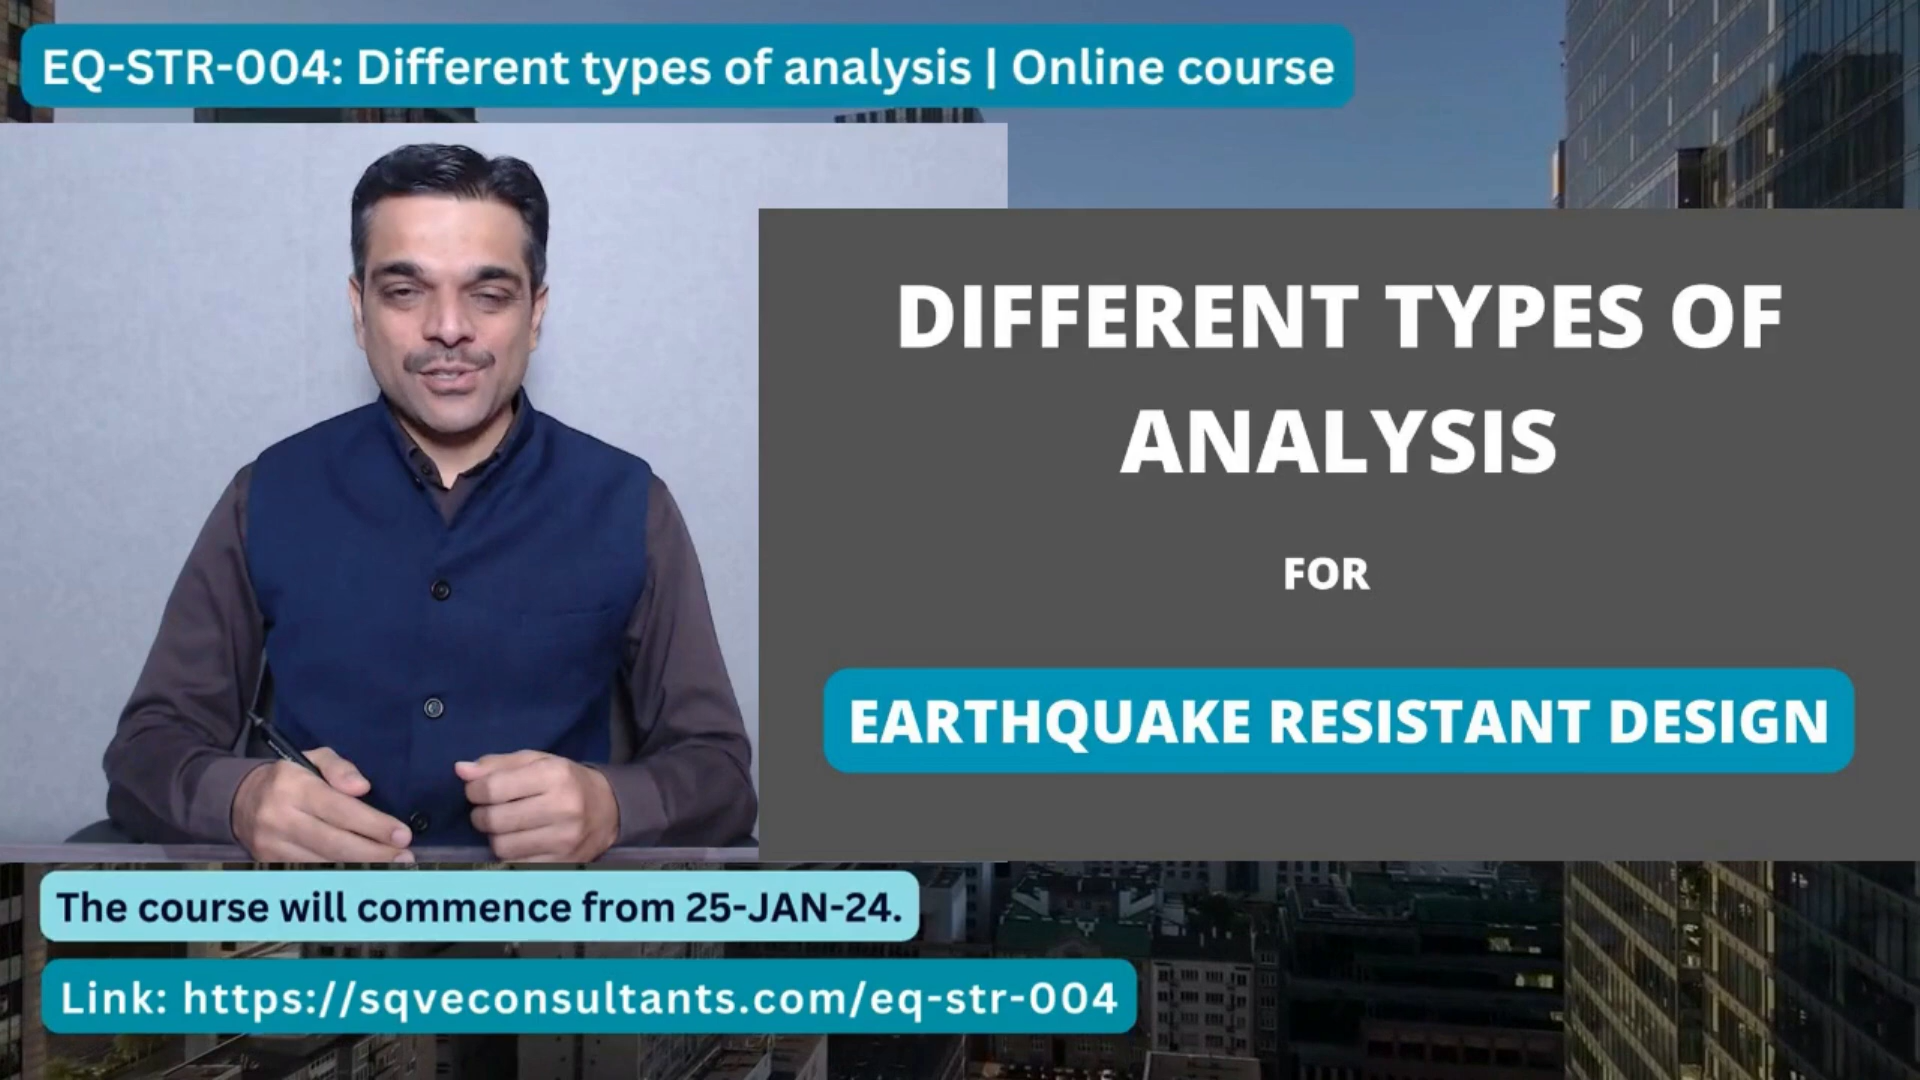 EQ-STR-004: Different types of analysis | Online course
DIFFERENT TYPES OF
ANALYSIS
FOR
EARTHQUAKE RESISTANT DESIGN
The course will commence from 25-JAN-24.
Link: https://sqveconsultants.com/eq-str-004